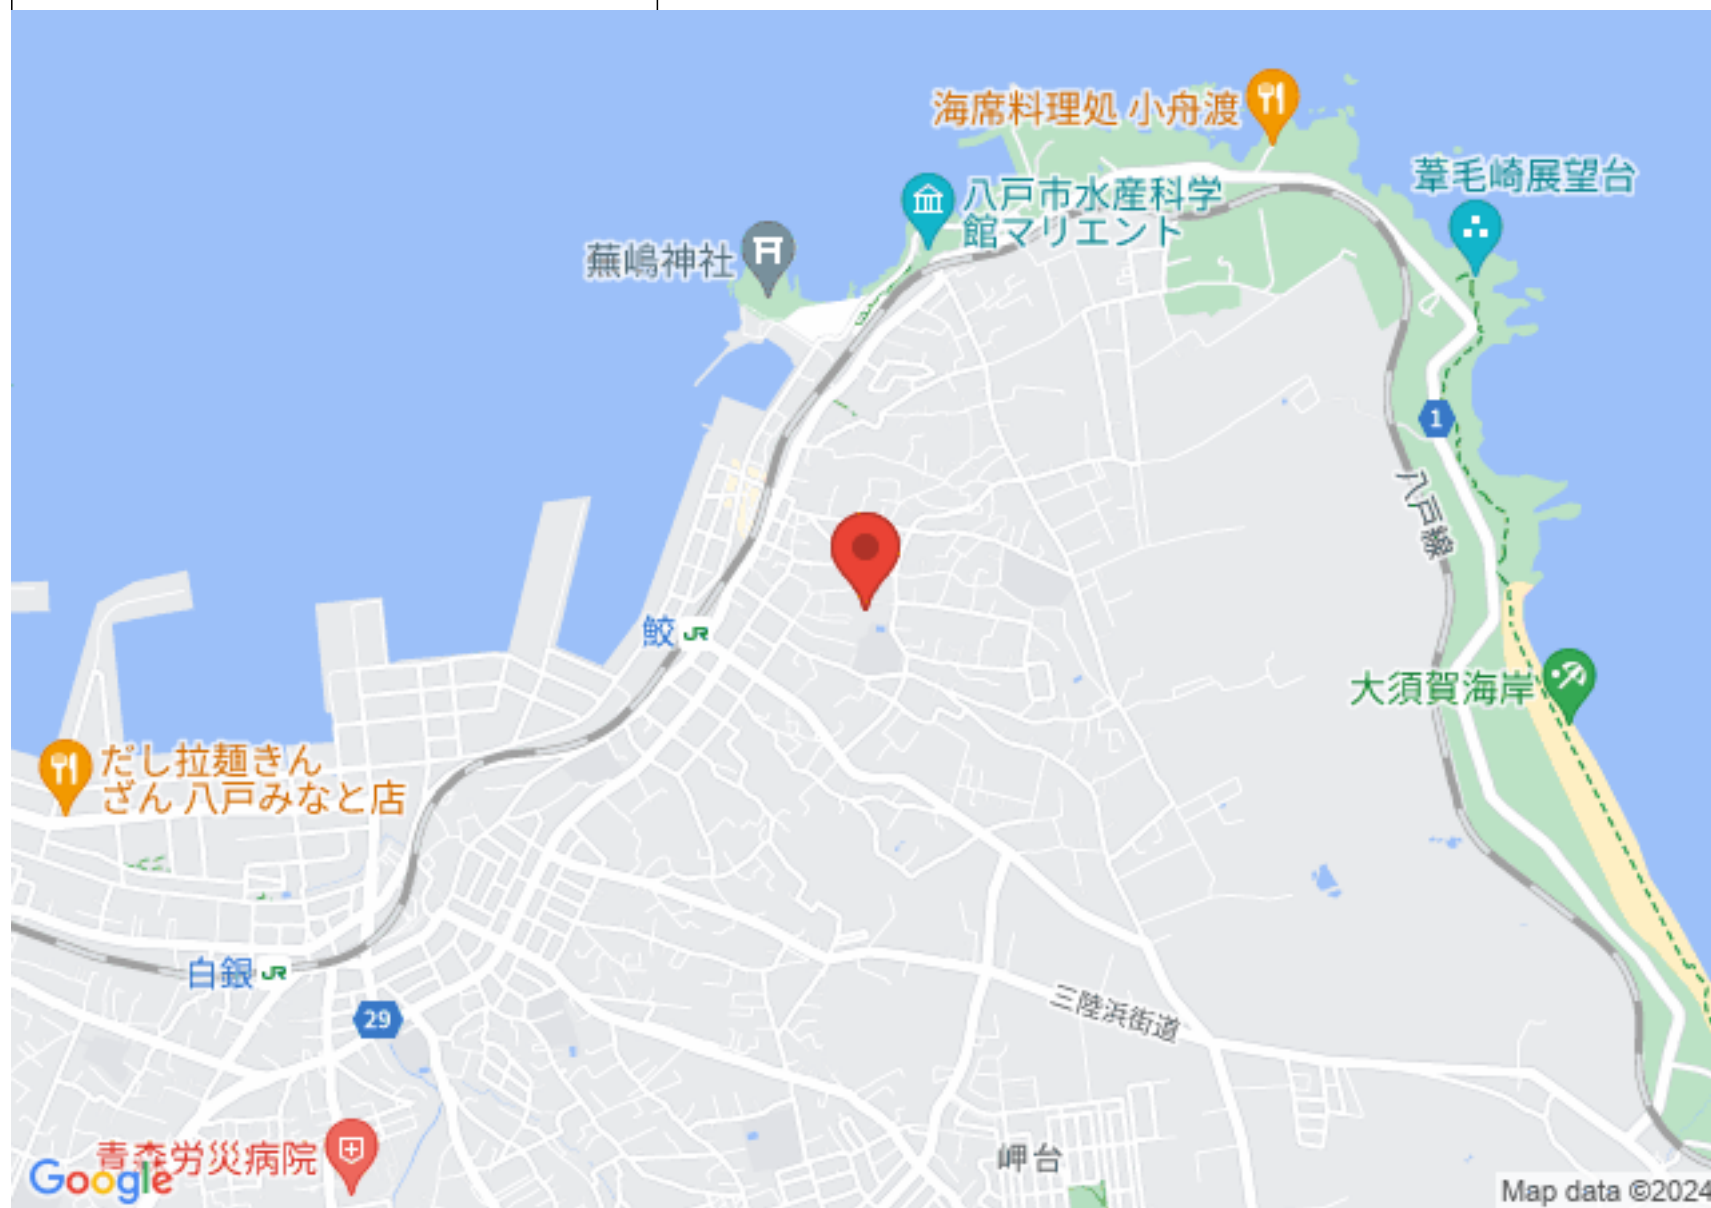 海席料理処 小舟渡
葦毛崎展望台
八戸市水産科学
館マリエント
蕪嶋神社
1
八戸線
鮫 JR
大須賀海岸
だし拉麺きん
ざん 八戸みなと店
白銀 JR
29
三陸浜街道
青森労災病院
岬台
Google
Map data ©2024